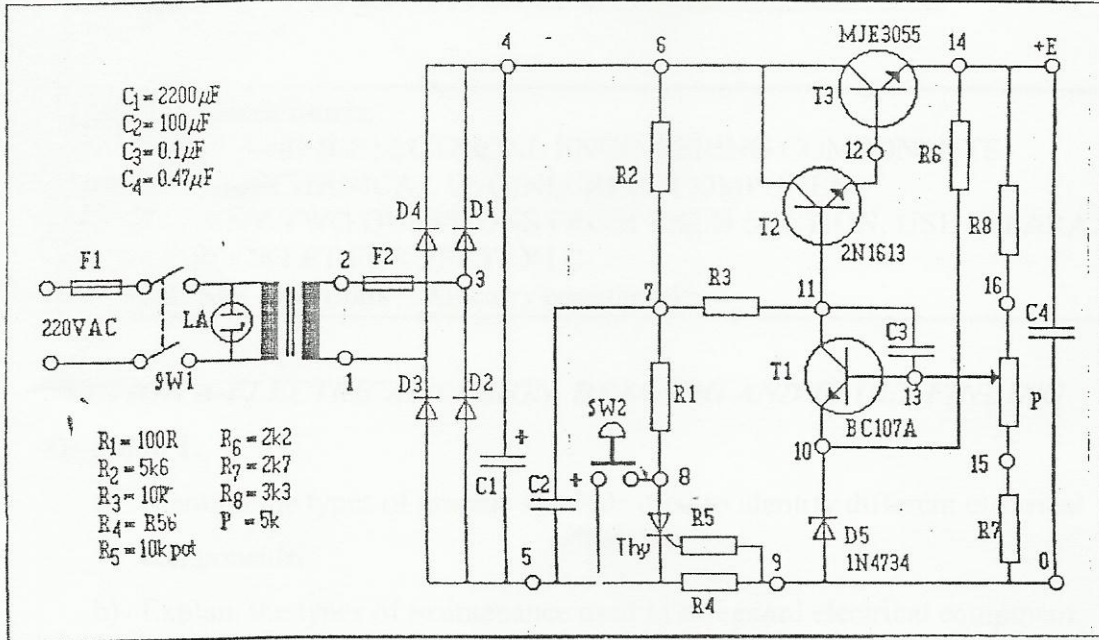 4 6 MJE3055 14 +E
C1=2200μF
C2=100μF
C3=0.1μF
C4=0.47μF
T3
12
R6
R2
D4 D1
T2
R8
2N1613
F1
2 F2 3
7 R3 11
16
C4
220VAC
LA
C3
1
T1
13
P
SW1
D3 D2
SW2
R1
BC107A
10
15
R1=100R R6=2k2
R2=5k6 R7=2k7
R3=10K R8=3k3
R4=R56 P=5k
R5=10k pot
+
C1
C2
+
8
R5
Thy
D5
R7
5
9
1N4734
0
R4